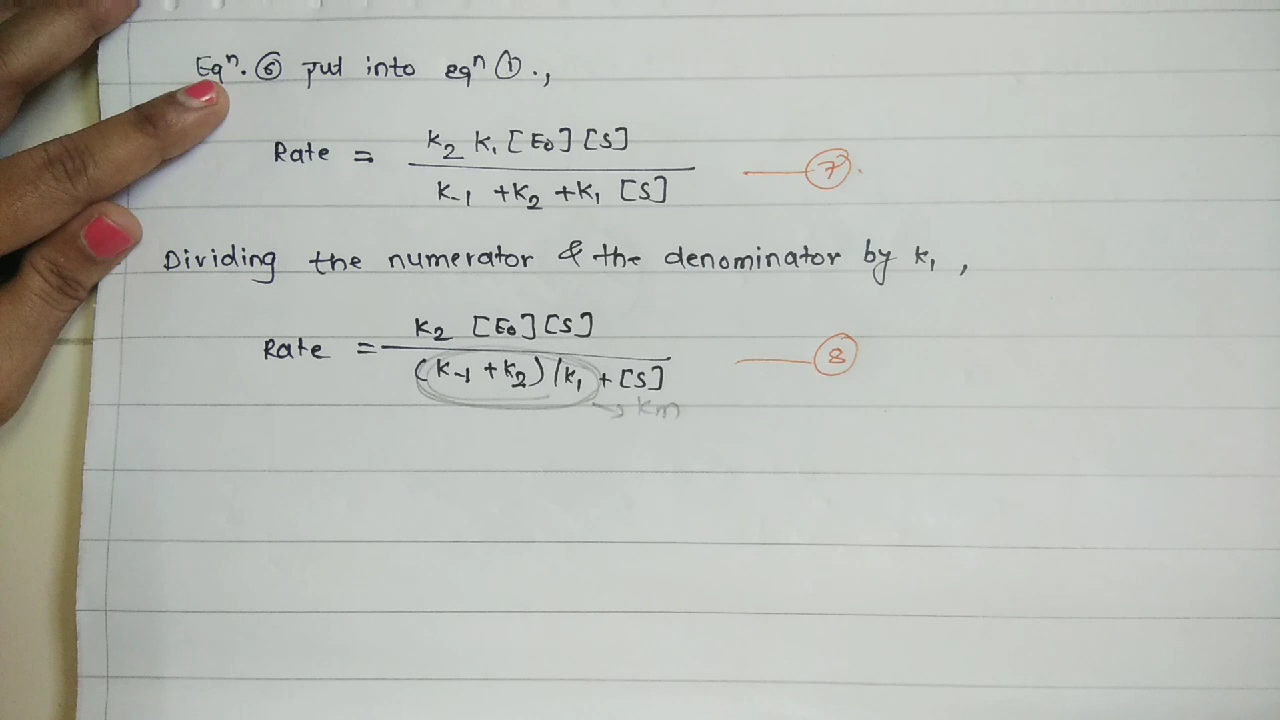 Eqⁿ. ⑥ put into eqⁿ ①.,
Rate = k₂ k₁ [E₀] [S] / k₋₁ + k₂ + k₁ [S] —— ⑦.
Dividing the numerator & the denominator by k₁ ,
Rate = k₂ [E₀] [S] / (k₋₁ + k₂) / k₁ + [S] —— ⑧
→ km